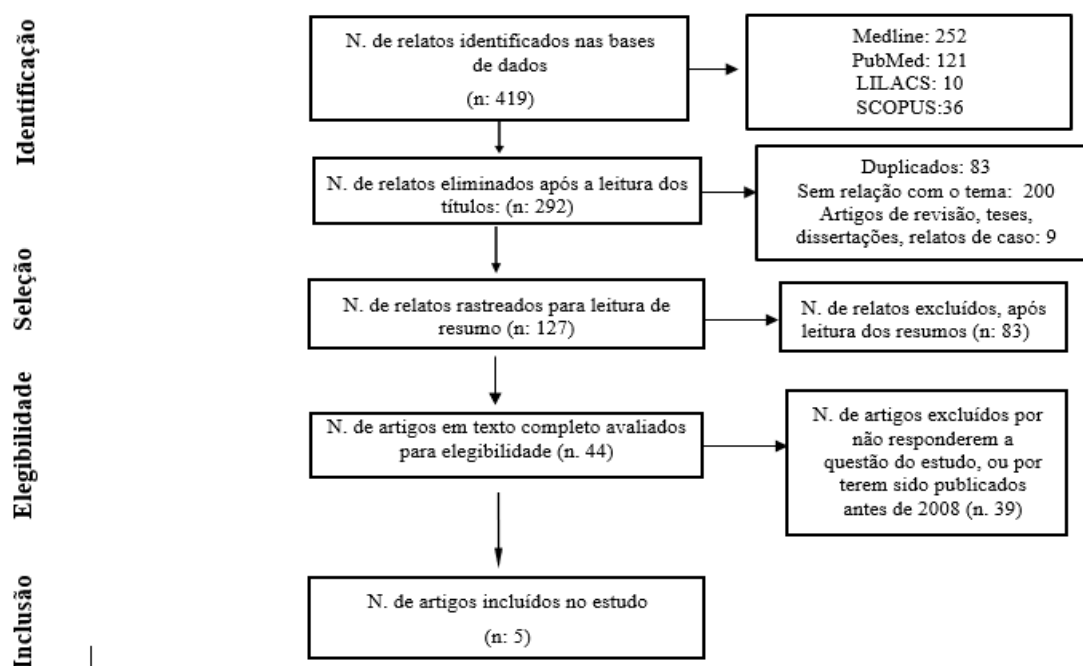 Identificação
N. de relatos identificados nas bases
de dados
(n: 419)
Medline: 252
PubMed: 121
LILACS: 10
SCOPUS:36
N. de relatos eliminados após a leitura dos
títulos: (n: 292)
Duplicados: 83
Sem relação com o tema: 200
Artigos de revisão, teses,
dissertações, relatos de caso: 9
Seleção
N. de relatos rastreados para leitura de
resumo (n: 127)
N. de relatos excluídos, após
leitura dos resumos (n: 83)
Elegibilidade
N. de artigos em texto completo avaliados
para elegibilidade (n. 44)
N. de artigos excluídos por
não responderem a
questão do estudo, ou por
terem sido publicados
antes de 2008 (n. 39)
Inclusão
N. de artigos incluídos no estudo
(n: 5)